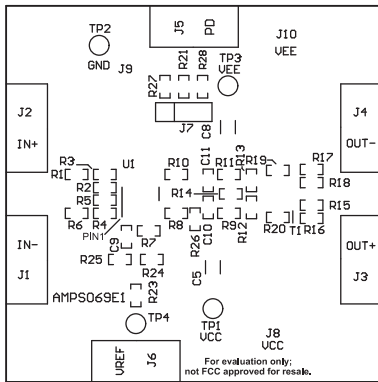 TP2
GND
J9
J5 PD
R27
R21
R28
J10
VEE
TP3
VEE
J7
C8
J2
IN+
J4
OUT-
R3
R1
R2
R5
R6
R4
PIN1
U1
R10
C11
R11
R13
R19
R17
R18
R14
R15
R8
R26
C10
R9
R12
R20
T1
R16
IN-
J1
OUT+
J3
C9
R7
R25
R24
C5
AMPS069E1
R23
TP4
TP1
VCC
J8
VCC
VREF J6
For evaluation only;
not FCC approved for resale.